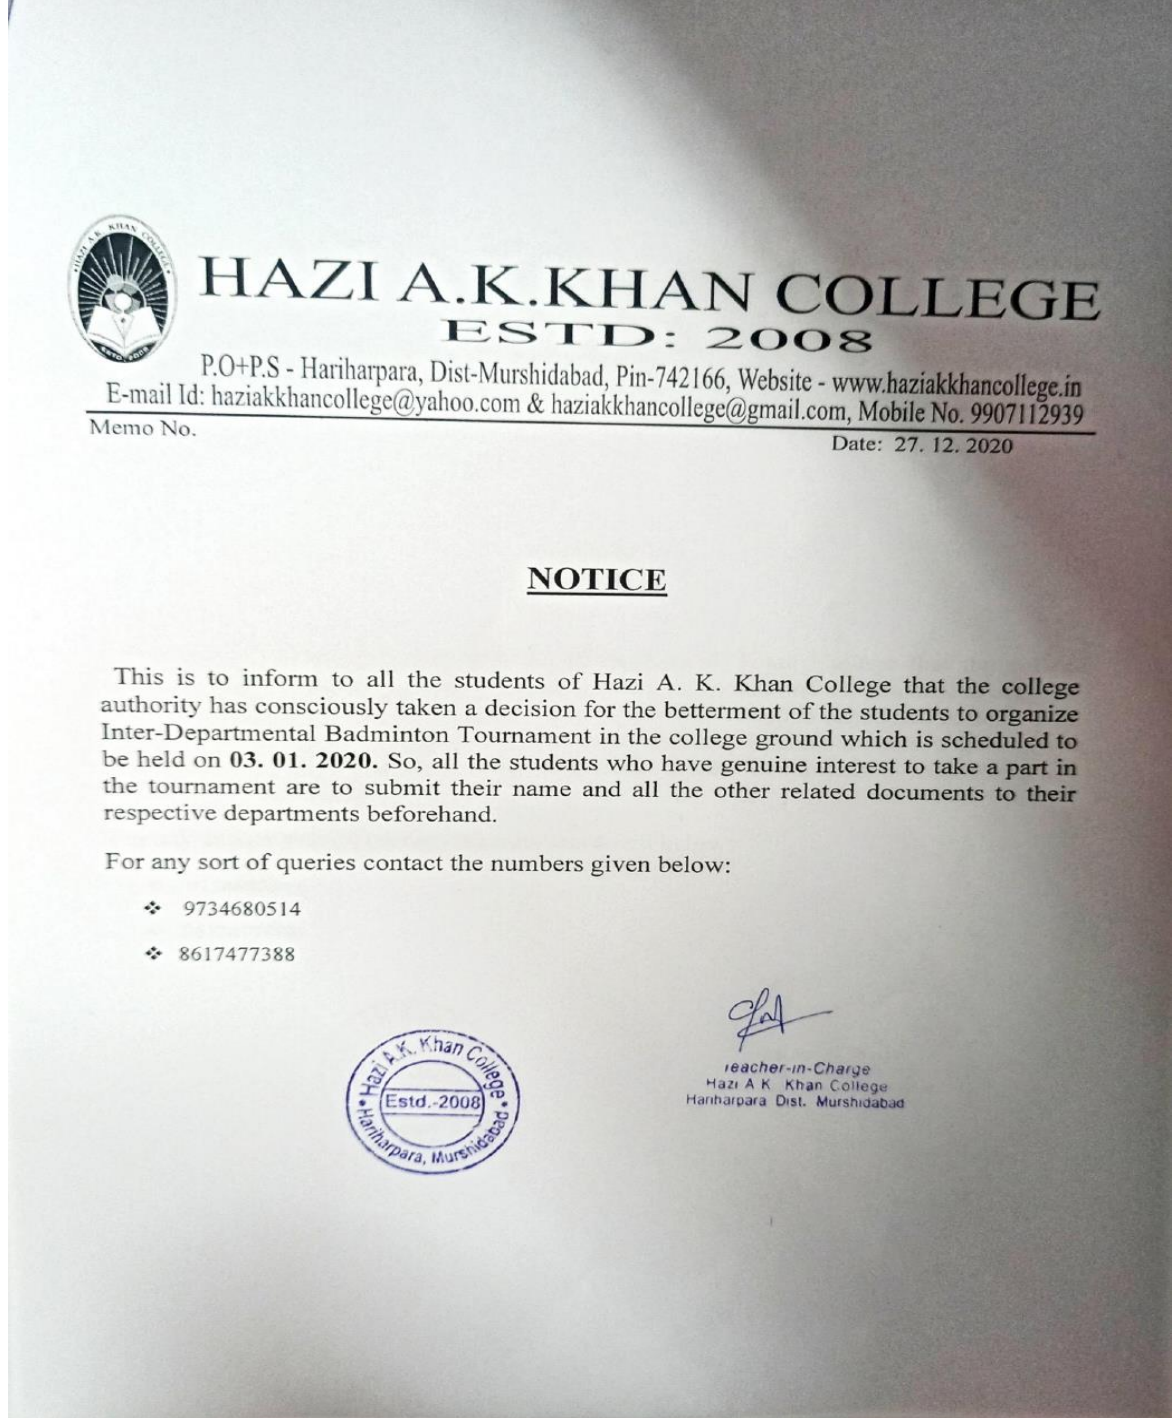 HAZI A.K. KHAN COLLEGE
ESTD. 2008
HAZI A.K.KHAN COLLEGE
ESTD: 2008
P.O+P.S - Hariharpara, Dist-Murshidabad, Pin-742166, Website - www.haziakkhancollege.in
E-mail Id: haziakkhancollege@yahoo.com & haziakkhancollege@gmail.com, Mobile No. 9907112939
Memo No.
Date: 27. 12. 2020
NOTICE
This is to inform to all the students of Hazi A. K. Khan College that the college
authority has consciously taken a decision for the betterment of the students to organize
Inter-Departmental Badminton Tournament in the college ground which is scheduled to
be held on 03. 01. 2020. So, all the students who have genuine interest to take a part in
the tournament are to submit their name and all the other related documents to their
respective departments beforehand.
For any sort of queries contact the numbers given below:
❖ 9734680514
❖ 8617477388
Hazi A.K. Khan College
Estd.-2008
Hariharpara, Murshidabad
Teacher-in-Charge
Hazi A K Khan College
Hariharpara Dist. Murshidabad